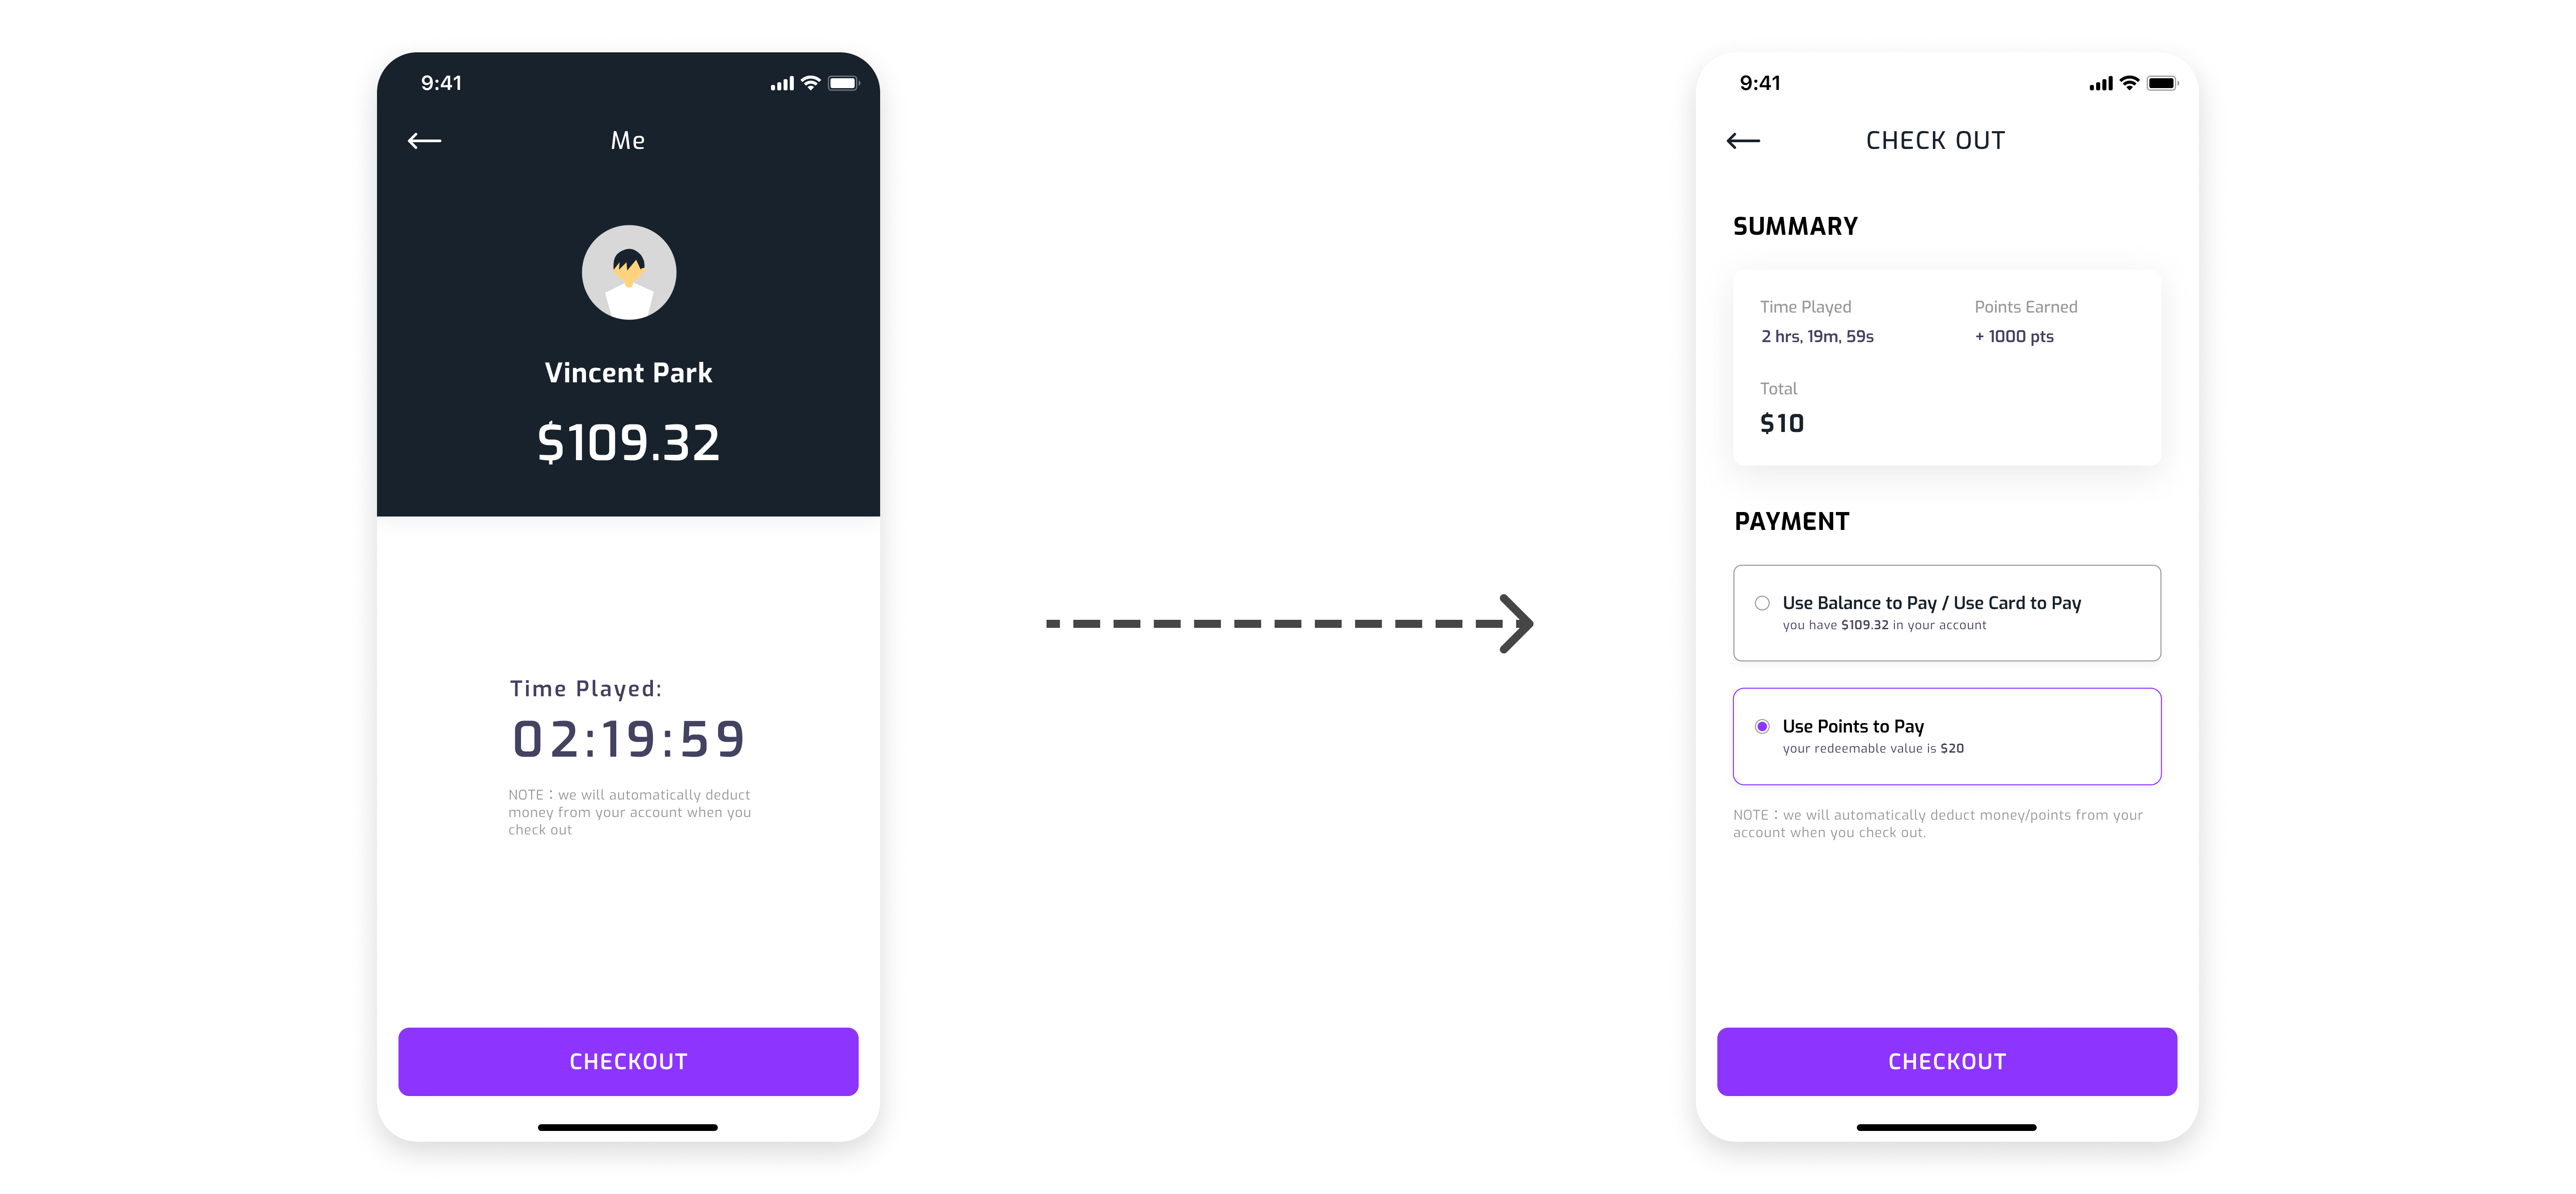 9:41
Me
Vincent Park
$109.32
Time Played:
02:19:59
NOTE：we will automatically deduct
money from your account when you
check out
CHECKOUT
9:41
CHECK OUT
SUMMARY
Time Played
Points Earned
2 hrs, 19m, 59s
+ 1000 pts
Total
$10
PAYMENT
Use Balance to Pay / Use Card to Pay
you have $109.32 in your account
Use Points to Pay
your redeemable value is $20
NOTE：we will automatically deduct money/points from your
account when you check out.
CHECKOUT